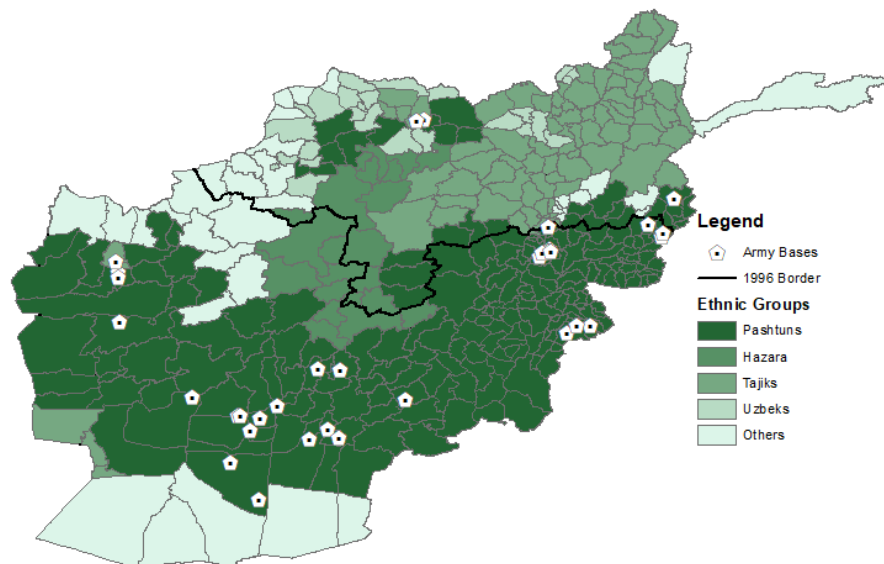 Legend
Army Bases
1996 Border
Ethnic Groups
Pashtuns
Hazara
Tajiks
Uzbeks
Others